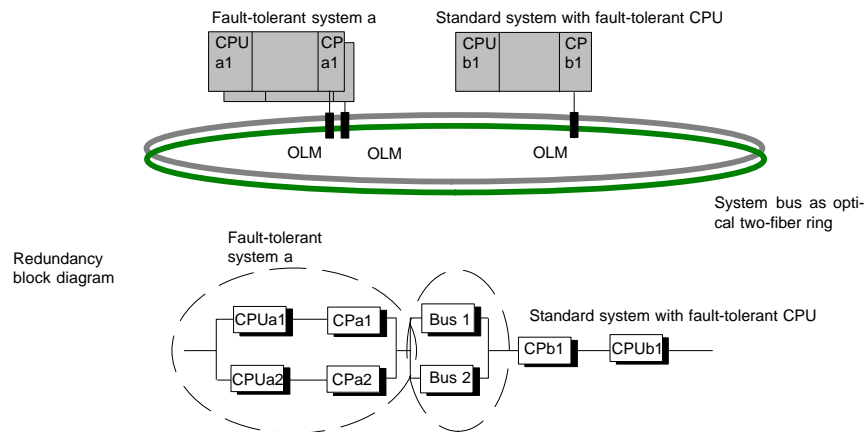 Fault-tolerant system a
Standard system with fault-tolerant CPU
CPU
a1
CP
a1
CPU
b1
CP
b1
OLM
OLM
OLM
System bus as opti-
cal two-fiber ring
Redundancy
block diagram
Fault-tolerant
system a
CPUa1
CPa1
Bus 1
Standard system with fault-tolerant CPU
CPb1
CPUb1
CPUa2
CPa2
Bus 2